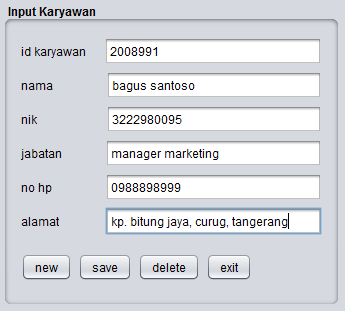 Input Karyawan
id karyawan 2008991
nama bagus santoso
nik 3222980095
jabatan manager marketing
no hp 0988898999
alamat kp. bitung jaya, curug, tangerang
new save delete exit